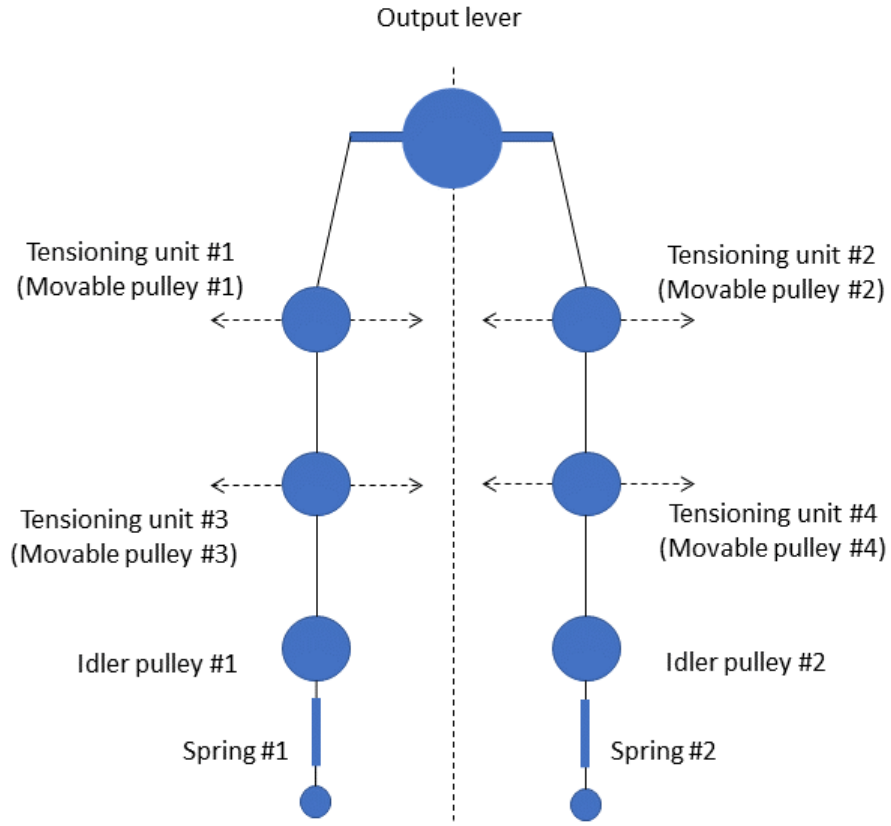 Output lever
Tensioning unit #1
(Movable pulley #1)
Tensioning unit #2
(Movable pulley #2)
Tensioning unit #3
(Movable pulley #3)
Tensioning unit #4
(Movable pulley #4)
Idler pulley #1
Idler pulley #2
Spring #1
Spring #2